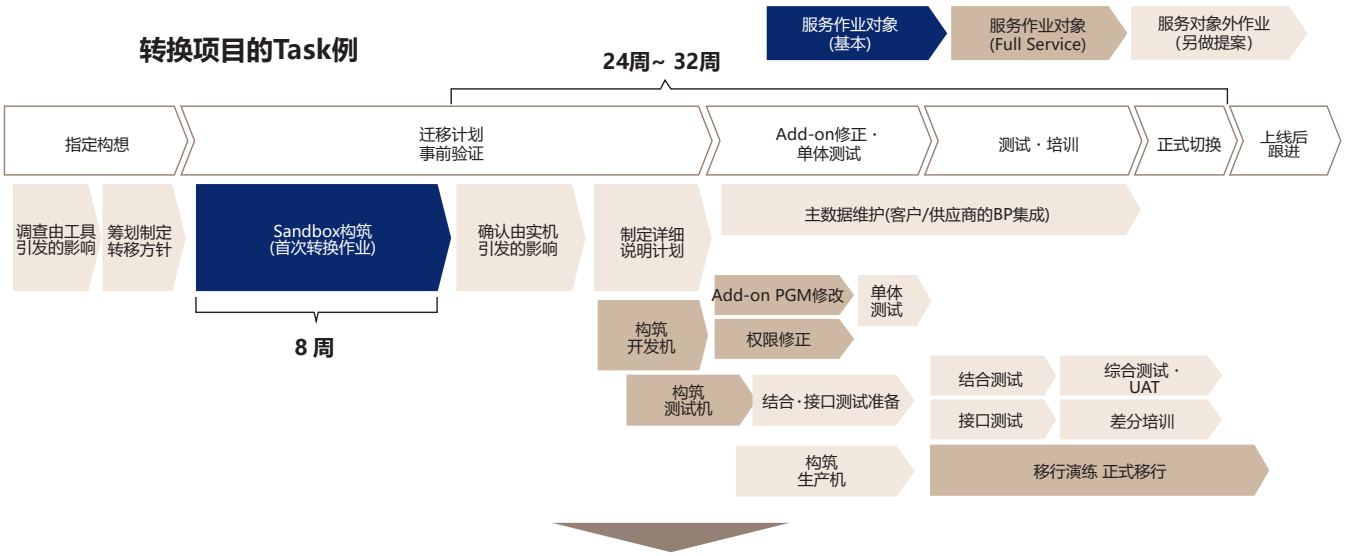 转换项目的Task例
服务作业对象
(基本)
服务作业对象
(Full Service)
服务对象外作业
(另做提案)
24周~ 32周
指定构想
迁移计划
事前验证
Add-on修正·
单体测试
测试·培训
正式切换
上线后
跟进
调查由工具
引发的影响
筹划制定
转移方针
Sandbox构筑
(首次转换作业)
确认由实机
引发的影响
制定详细
说明计划
主数据维护(客户/供应商的BP集成)
8 周
构筑
开发机
Add-on PGM修改
单体
测试
权限修正
构筑
测试机
结合·接口测试准备
结合测试
综合测试·
UAT
接口测试
差分培训
构筑
生产机
移行演练 正式移行